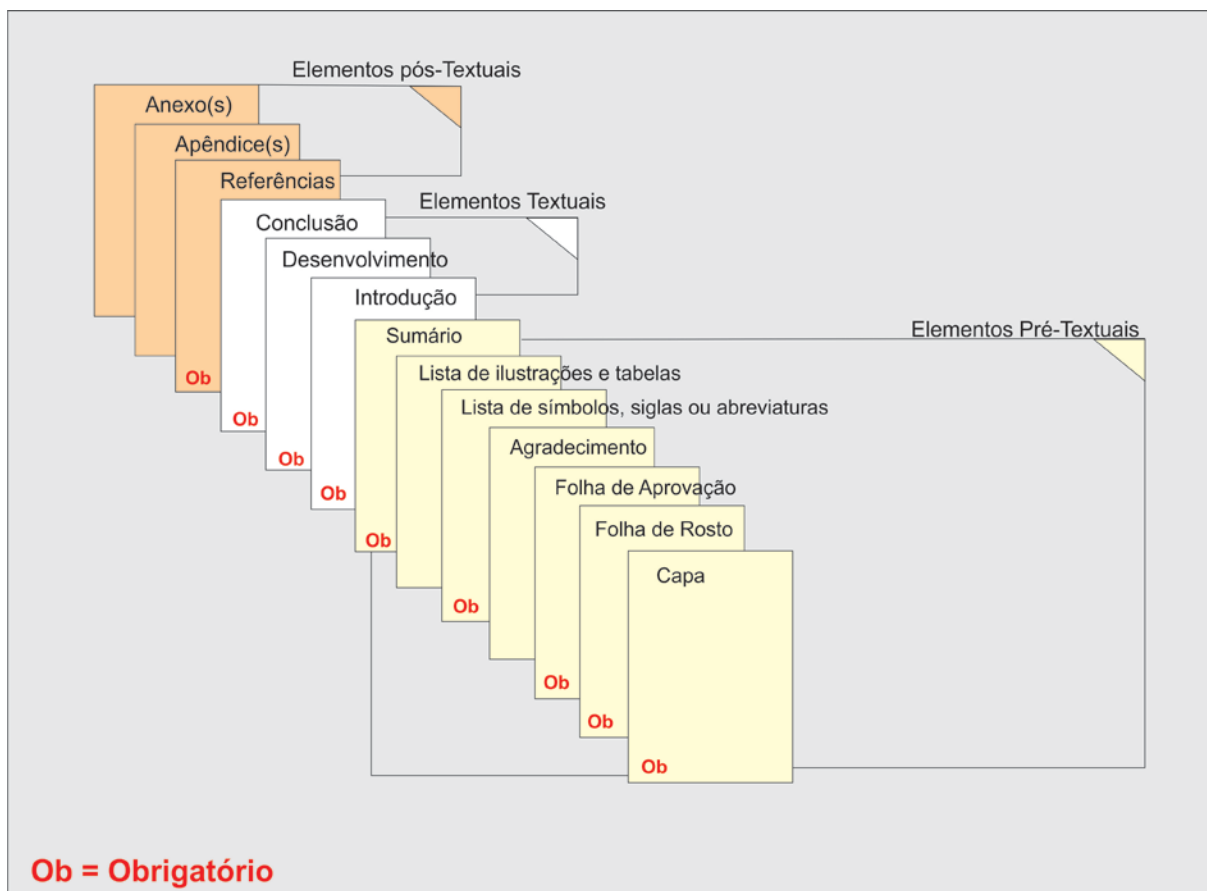 Elementos pós-Textuais
Anexo(s)
Apêndice(s)
Referências
Elementos Textuais
Conclusão
Desenvolvimento
Introdução
Elementos Pré-Textuais
Sumário
Lista de ilustrações e tabelas
Ob
Lista de símbolos, siglas ou abreviaturas
Ob
Agradecimento
Ob
Folha de Aprovação
Ob
Folha de Rosto
Ob
Capa
Ob
Ob
Ob
Ob
Ob
Ob = Obrigatório